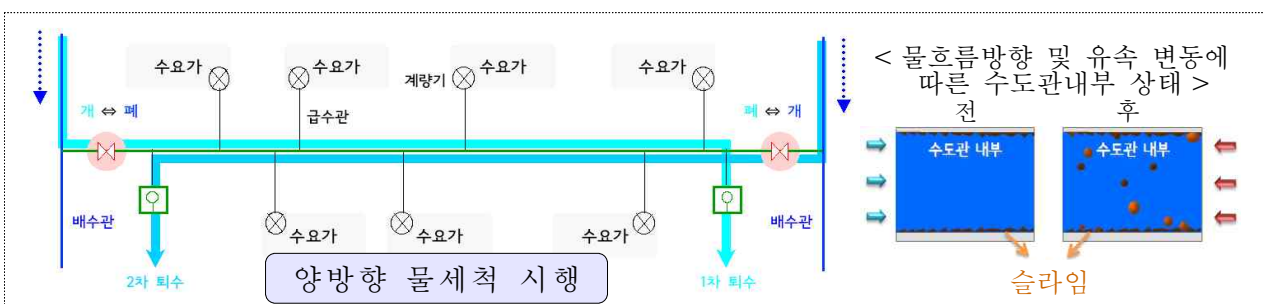 수요가
수요가
수요가
수요가
계량기
급수관
개 ⇔ 폐
폐 ⇔ 개
배수관
배수관
수요가
수요가
수요가
2차 퇴수
1차 퇴수
양방향 물세척 시행
< 물흐름방향 및 유속 변동에
따른 수도관내부 상태 >
전
후
수도관 내부
수도관 내부
슬라임